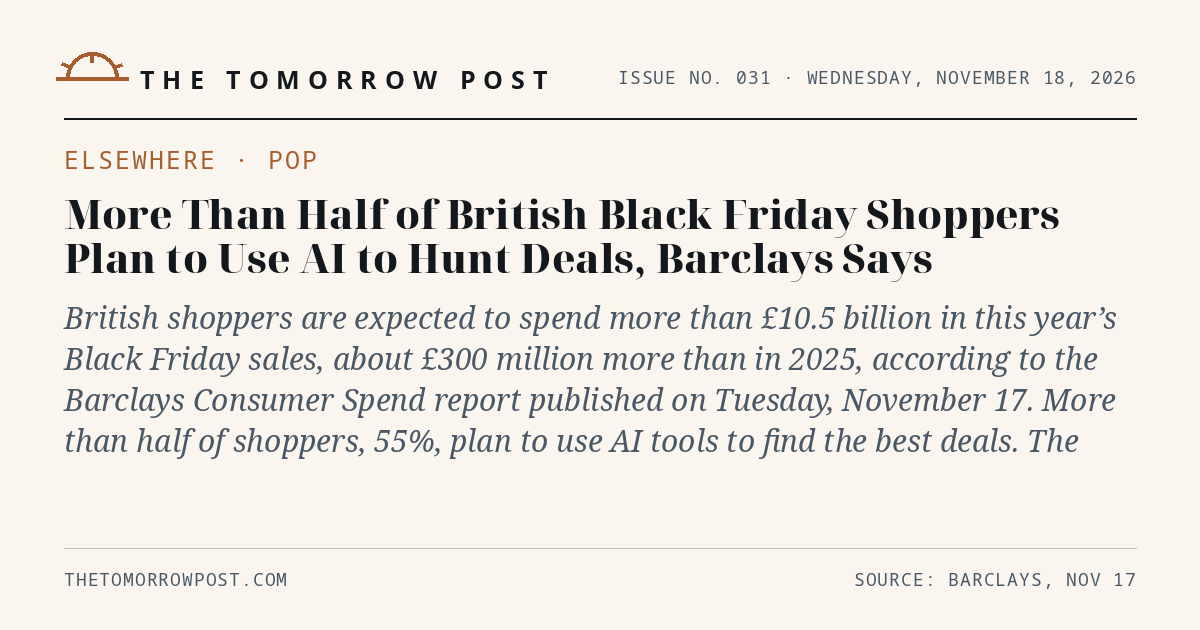 THE TOMORROW POST
ISSUE NO. 031 · WEDNESDAY, NOVEMBER 18, 2026
ELSEWHERE · POP
More Than Half of British Black Friday Shoppers
Plan to Use AI to Hunt Deals, Barclays Says
British shoppers are expected to spend more than £10.5 billion in this year’s
Black Friday sales, about £300 million more than in 2025, according to the
Barclays Consumer Spend report published on Tuesday, November 17. More
than half of shoppers, 55%, plan to use AI tools to find the best deals. The
THETOMORROWPOST.COM
SOURCE: BARCLAYS, NOV 17